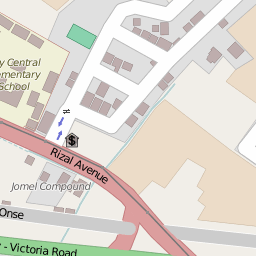 y Central
ementary
School
$
Rizal Avenue
Jomel Compound
Onse
y - Victoria Road